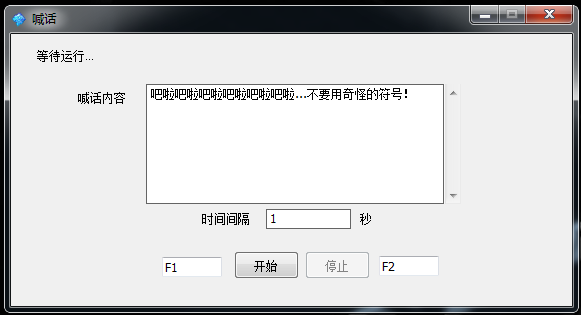 喊话
等待运行...
喊话内容
吧啦吧啦吧啦吧啦吧啦吧啦...不要用奇怪的符号!
时间间隔 1 秒
F1 开始 停止 F2